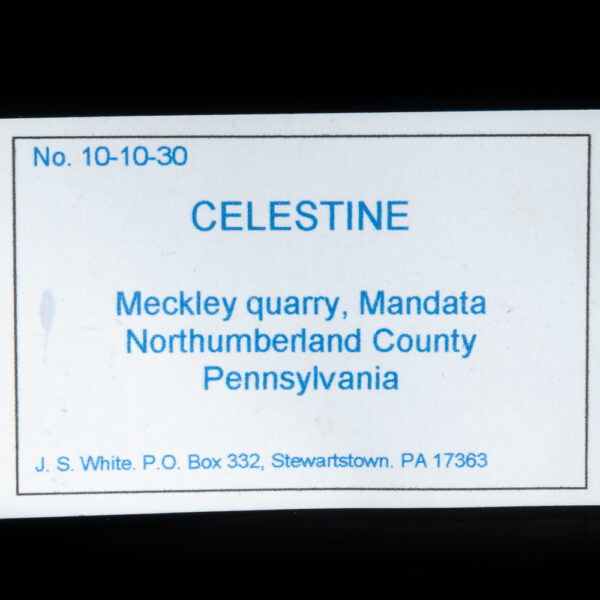 No. 10-10-30
CELESTINE
Meckley quarry, Mandata
Northumberland County
Pennsylvania
J. S. White. P.O. Box 332, Stewartstown. PA 17363